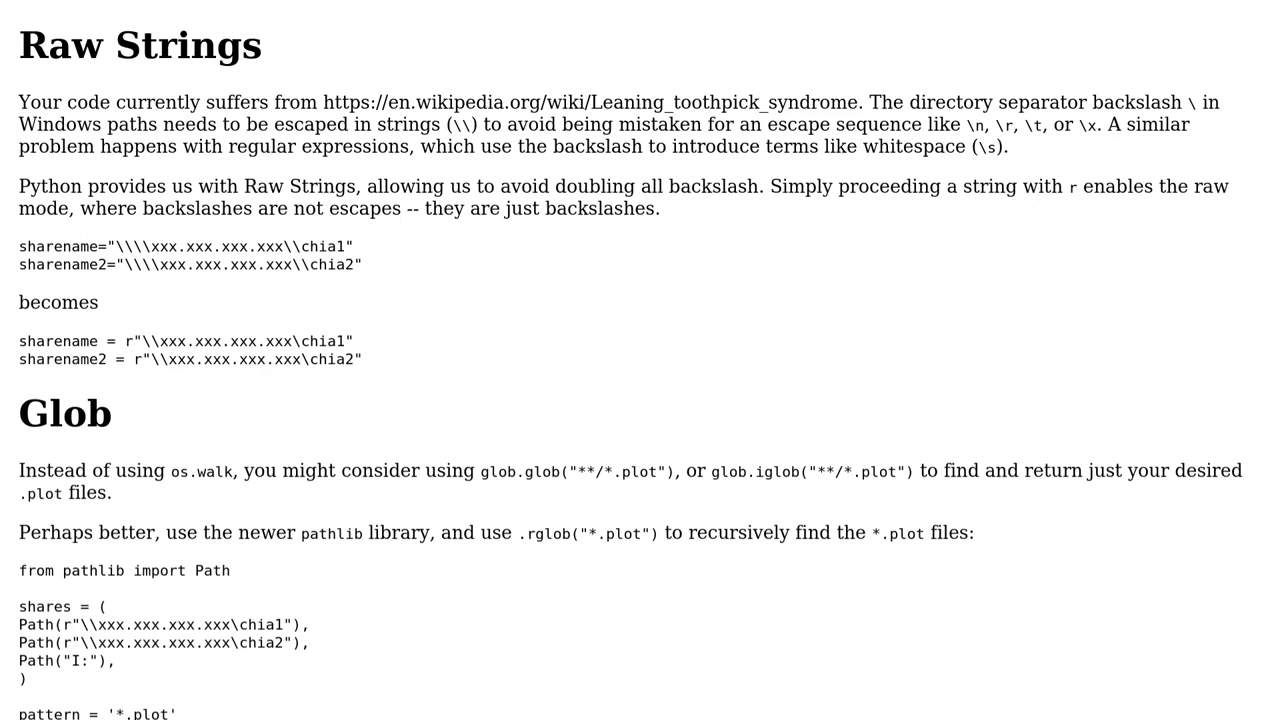 Raw Strings
Your code currently suffers from https://en.wikipedia.org/wiki/Leaning_toothpick_syndrome. The directory separator backslash \ in
Windows paths needs to be escaped in strings (\\) to avoid being mistaken for an escape sequence like \n, \r, \t, or \x. A similar
problem happens with regular expressions, which use the backslash to introduce terms like whitespace (\s).
Python provides us with Raw Strings, allowing us to avoid doubling all backslash. Simply proceeding a string with r enables the raw
mode, where backslashes are not escapes -- they are just backslashes.
sharename="\\\\xxx.xxx.xxx.xxx\\chia1"
sharename2="\\\\xxx.xxx.xxx.xxx\\chia2"
becomes
sharename = r"\\xxx.xxx.xxx.xxx\chia1"
sharename2 = r"\\xxx.xxx.xxx.xxx\chia2"
Glob
Instead of using os.walk, you might consider using glob.glob("**/*.plot"), or glob.iglob("**/*.plot") to find and return just your desired
.plot files.
Perhaps better, use the newer pathlib library, and use .rglob("*.plot") to recursively find the *.plot files:
from pathlib import Path
shares = (
Path(r"\\xxx.xxx.xxx.xxx\chia1"),
Path(r"\\xxx.xxx.xxx.xxx\chia2"),
Path("I:"),
)
pattern = '*.plot'